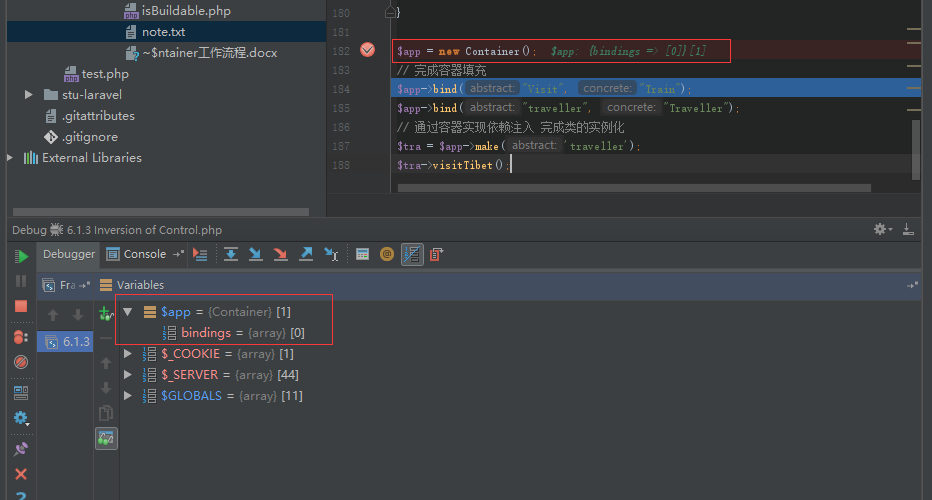 isBuildable.php
note.txt
~$ntainer工作流程.docx
test.php
stu-laravel
.gitattributes
.gitignore
External Libraries
180 }
181
182 $app = new Container(); $app: {bindings => [0]}[1]
183 // 完成容器填充
184 $app->bind( abstract: "Visit", concrete: "Train");
185 $app->bind( abstract: "traveller", concrete: "Traveller");
186 // 通过容器实现依赖注入 完成类的实例化
187 $tra = $app->make( abstract: 'traveller');
188 $tra->visitTibet();
Debug 6.1.3 Inversion of Control.php
Debugger Console
Fra Variables
$app = {Container} [1]
bindings = {array} [0]
6.1.3
$_COOKIE = {array} [1]
$_SERVER = {array} [44]
$GLOBALS = {array} [11]